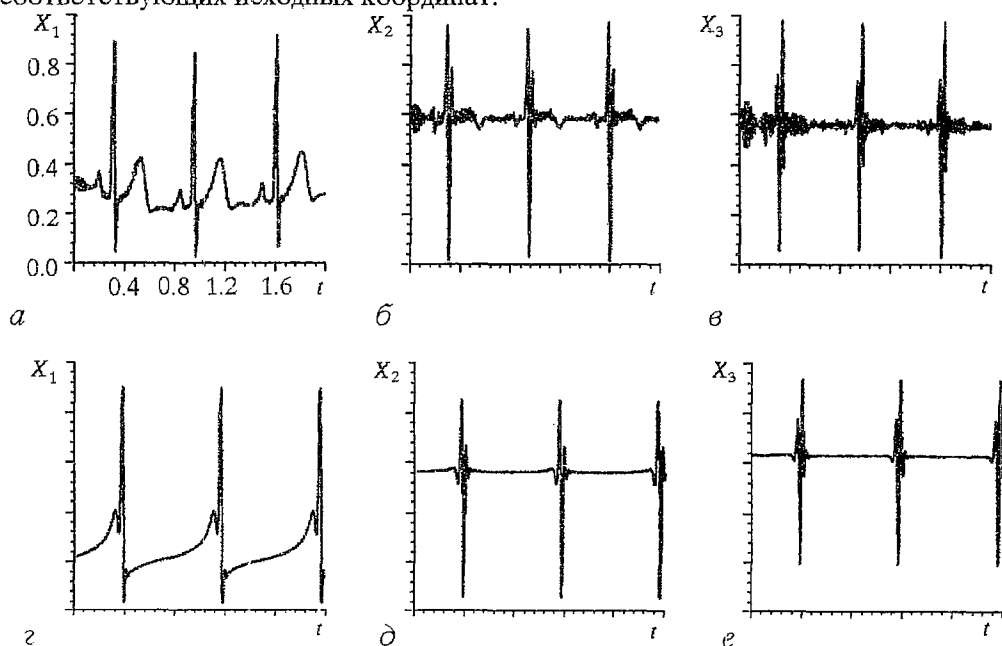 соответствующих исходных координат.
X₁ X₂ X₃
0.8
0.6
0.4
0.2
0.0
0.4 0.8 1.2 1.6 t t t
а б в
X₁ X₂ X₃
t t t
г д е